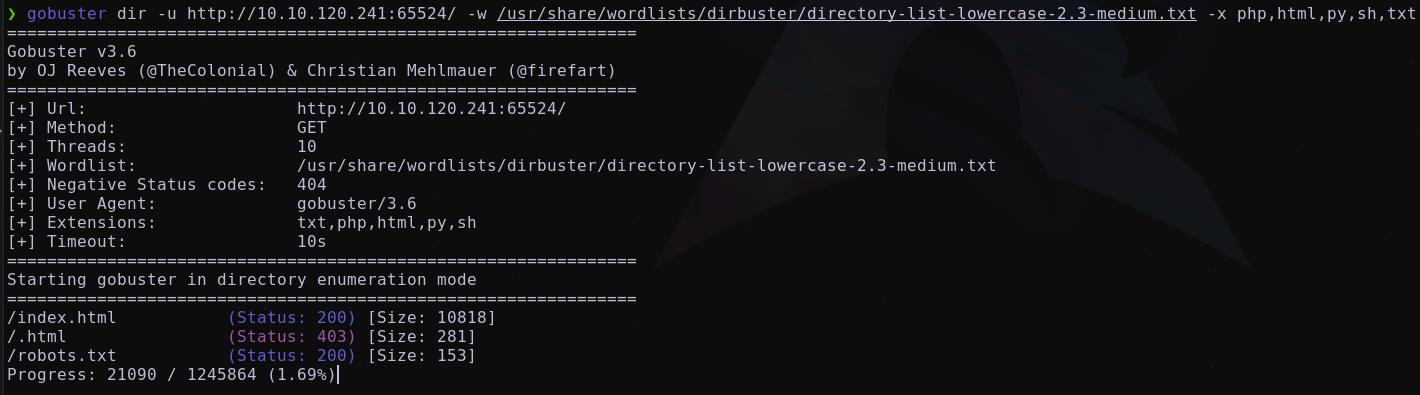 ❯ gobuster dir -u http://10.10.120.241:65524/ -w /usr/share/wordlists/dirbuster/directory-list-lowercase-2.3-medium.txt -x php,html,py,sh,txt
===============================================================
Gobuster v3.6
by OJ Reeves (@TheColonial) & Christian Mehlmauer (@firefart)
===============================================================
[+] Url:                     http://10.10.120.241:65524/
[+] Method:                  GET
[+] Threads:                 10
[+] Wordlist:                /usr/share/wordlists/dirbuster/directory-list-lowercase-2.3-medium.txt
[+] Negative Status codes:   404
[+] User Agent:              gobuster/3.6
[+] Extensions:              txt,php,html,py,sh
[+] Timeout:                 10s
===============================================================
Starting gobuster in directory enumeration mode
===============================================================
/index.html           (Status: 200) [Size: 10818]
/.html                (Status: 403) [Size: 281]
/robots.txt           (Status: 200) [Size: 153]
Progress: 21090 / 1245864 (1.69%)